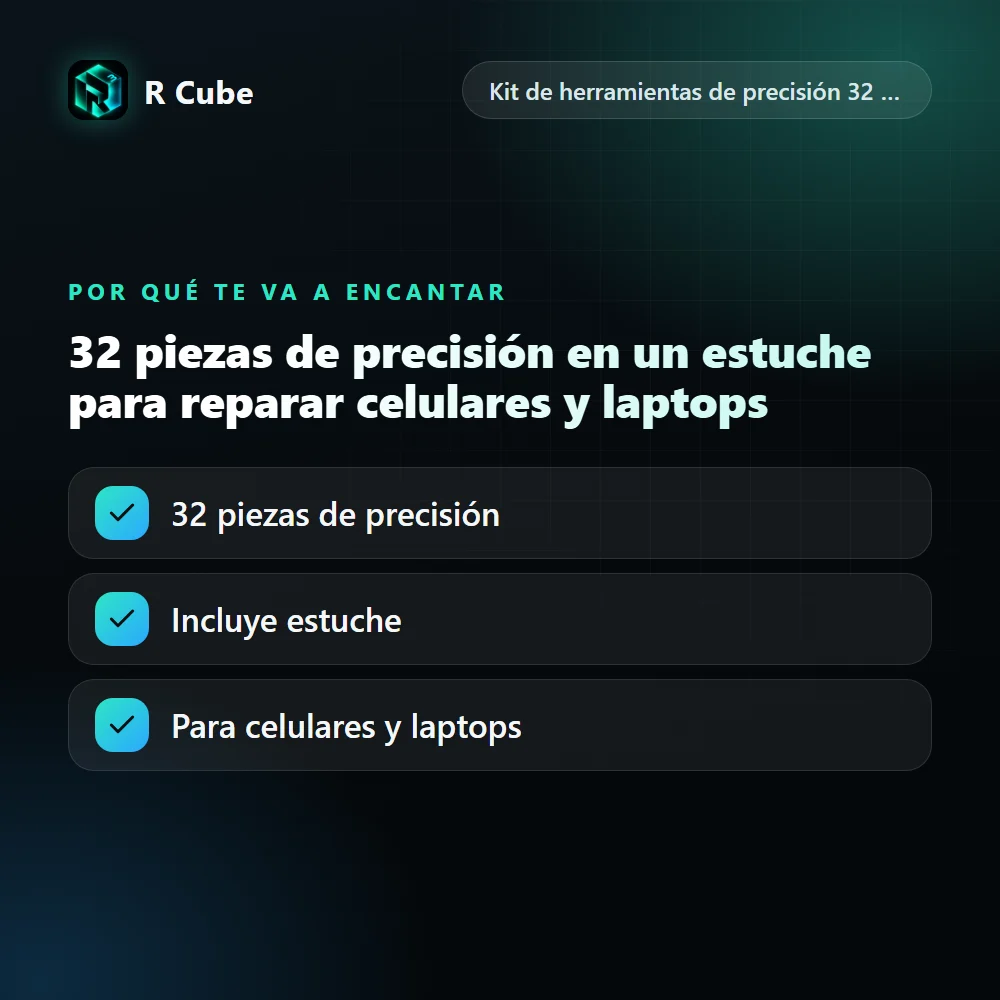 R Cube
Kit de herramientas de precisión 32 ...
POR QUÉ TE VA A ENCANTAR
32 piezas de precisión en un estuche
para reparar celulares y laptops
32 piezas de precisión
Incluye estuche
Para celulares y laptops